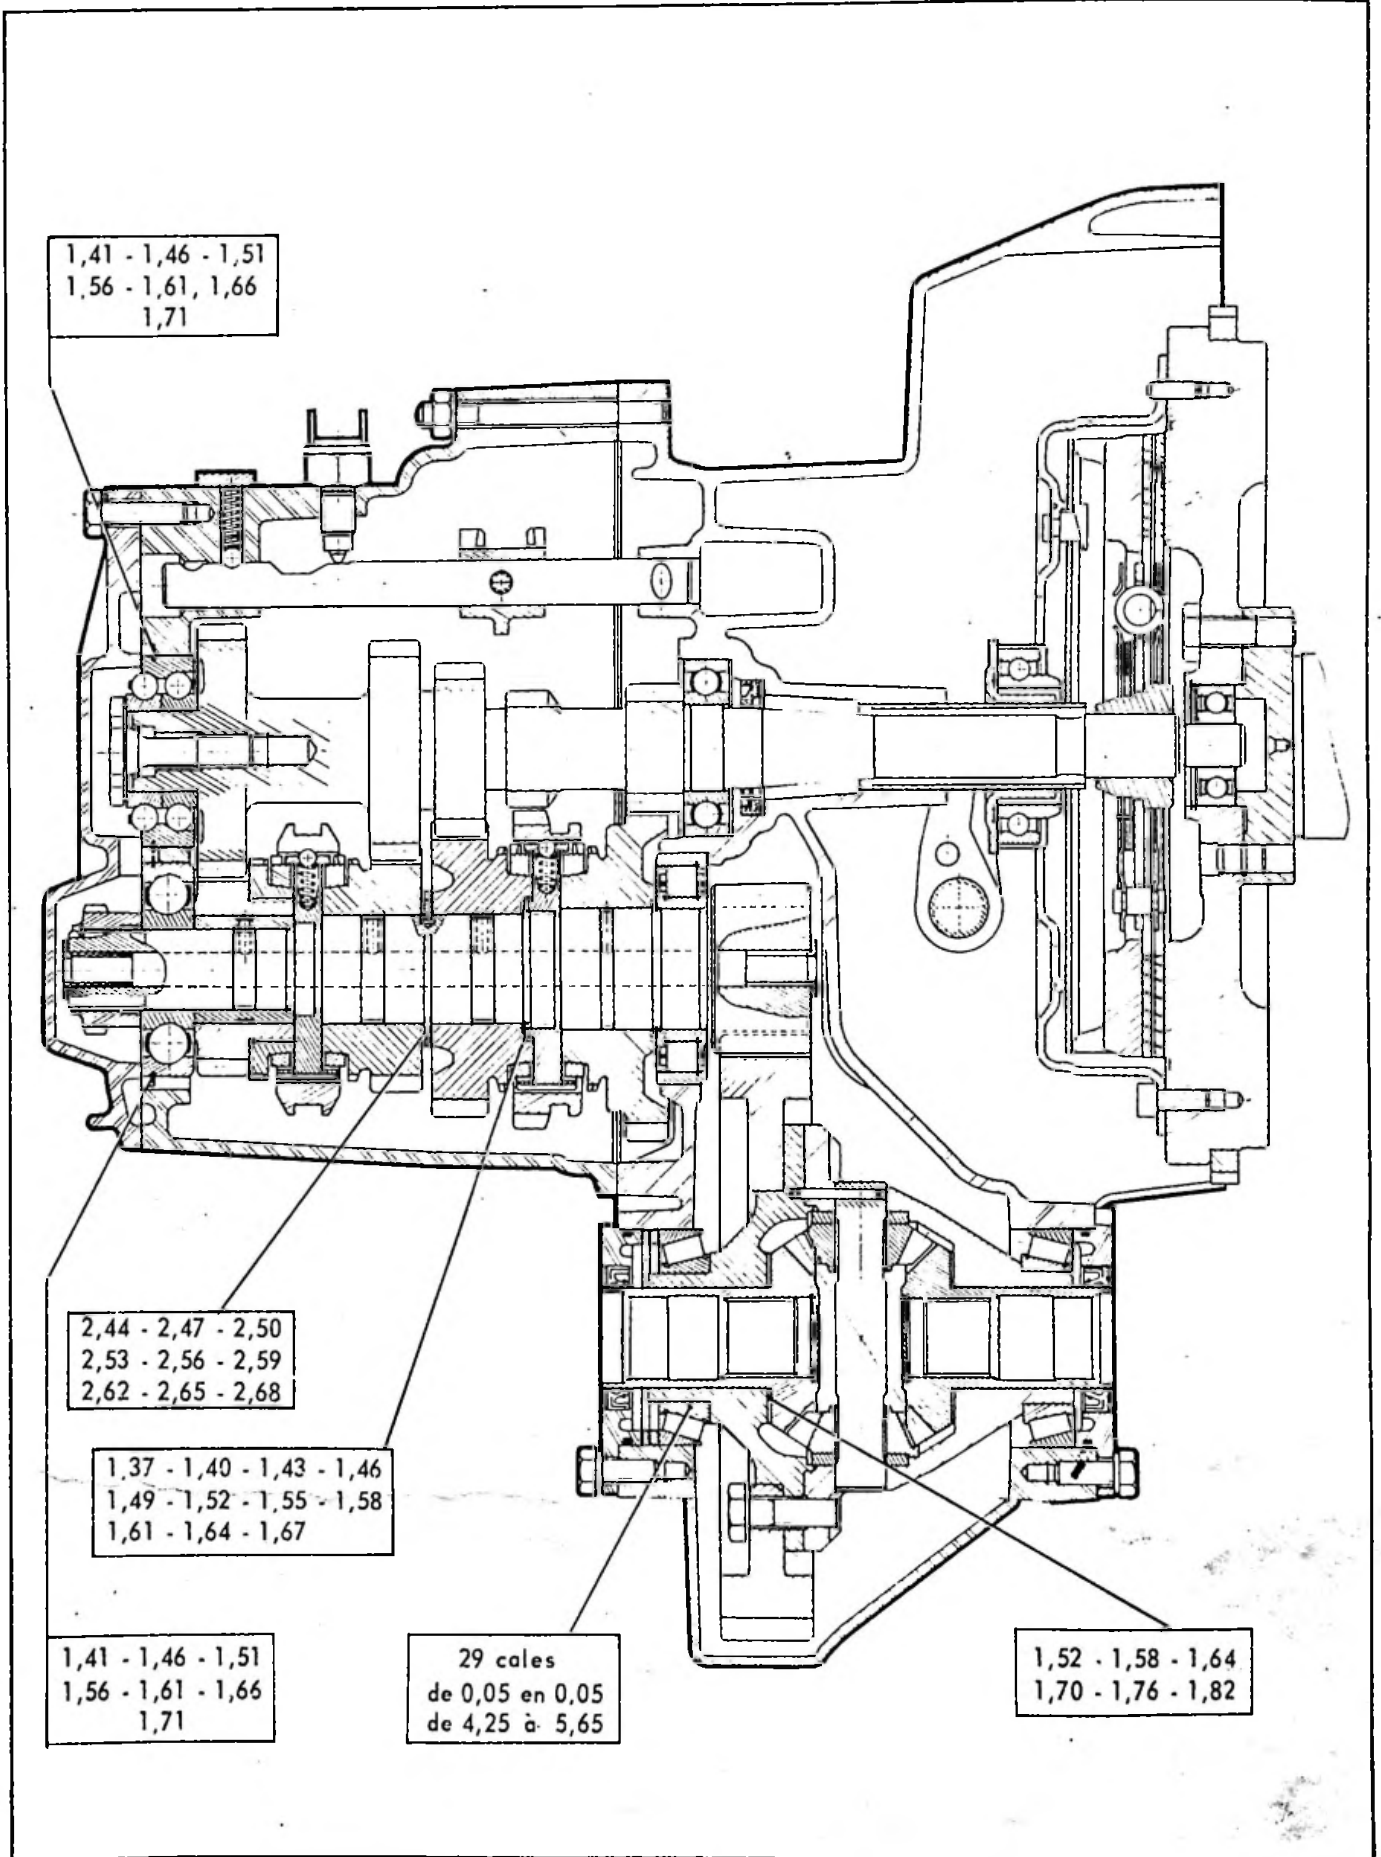 1,41 - 1,46 - 1,51
1,56 - 1,61, 1,66
1,71
2,44 - 2,47 - 2,50
2,53 - 2,56 - 2,59
2,62 - 2,65 - 2,68
1,37 - 1,40 - 1,43 - 1,46
1,49 - 1,52 - 1,55 - 1,58
1,61 - 1,64 - 1,67
1,41 - 1,46 - 1,51
1,56 - 1,61 - 1,66
1,71
29 cales
de 0,05 en 0,05
de 4,25 à 5,65
1,52 - 1,58 - 1,64
1,70 - 1,76 - 1,82